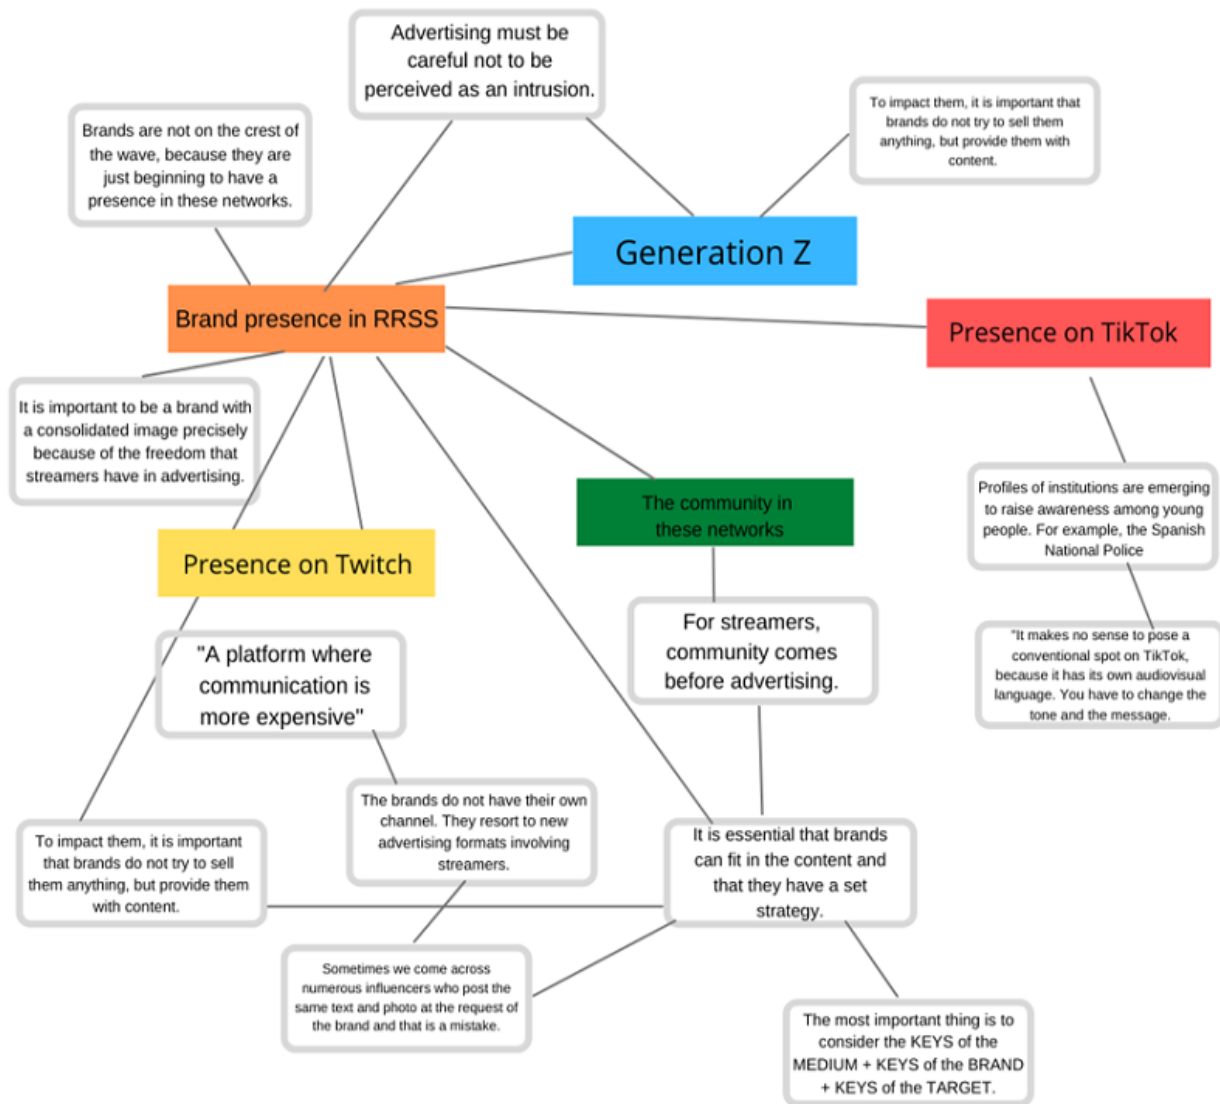 Advertising must be
careful not to be
perceived as an intrusion.
To impact them, it is important that
brands do not try to sell them
anything, but provide them with
content.
Brands are not on the crest of
the wave, because they are
just beginning to have a
presence in these networks.
Generation Z
Brand presence in RRSS
Presence on TikTok
It is important to be a brand with
a consolidated image precisely
because of the freedom that
streamers have in advertising.
The community in
these networks
Profiles of institutions are emerging
to raise awareness among young
people. For example, the Spanish
National Police
Presence on Twitch
"A platform where
communication is
more expensive"
For streamers,
community comes
before advertising.
"It makes no sense to pose a
conventional spot on TikTok,
because it has its own audiovisual
language. You have to change the
tone and the message.
The brands do not have their own
channel. They resort to new
advertising formats involving
streamers.
To impact them, it is important
that brands do not try to sell
them anything, but provide them
with content.
It is essential that brands
can fit in the content and
that they have a set
strategy.
Sometimes we come across
numerous influencers who post the
same text and photo at the request of
the brand and that is a mistake.
The most important thing is to
consider the KEYS of the
MEDIUM + KEYS of the BRAND
+ KEYS of the TARGET.